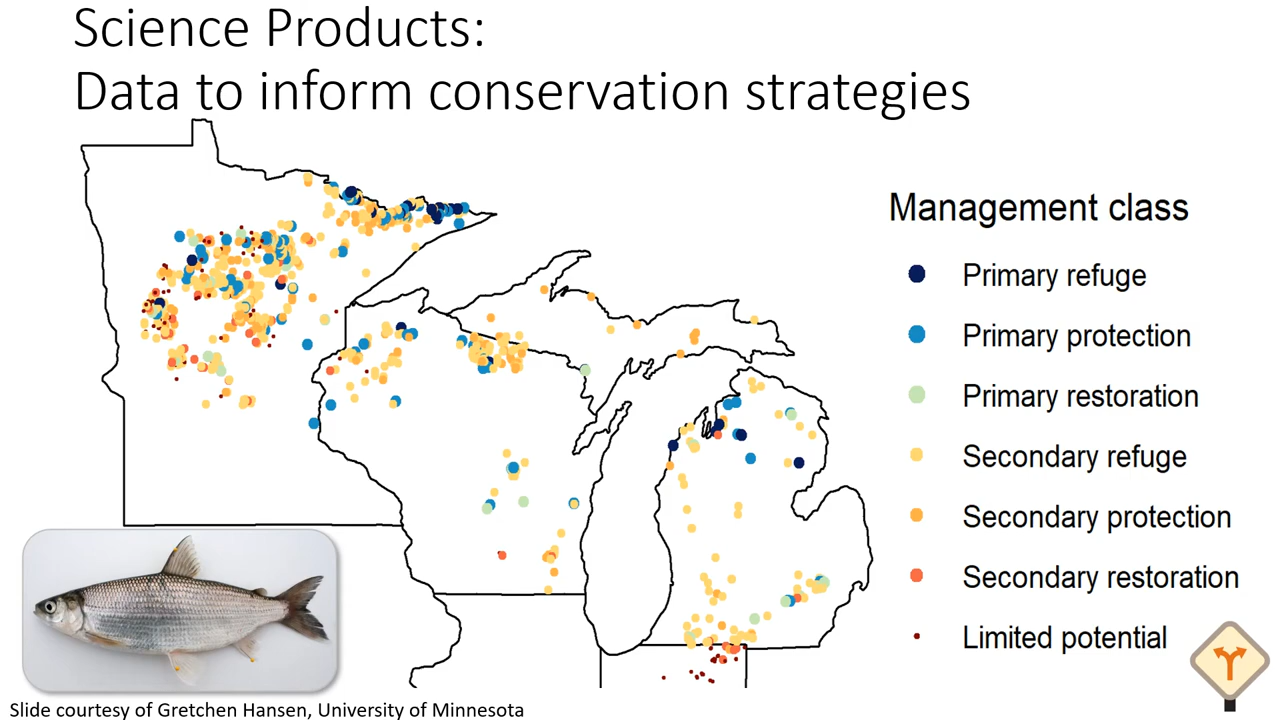 Science Products:
Data to inform conservation strategies
Management class
Primary refuge
Primary protection
Primary restoration
Secondary refuge
Secondary protection
Secondary restoration
Limited potential
Slide courtesy of Gretchen Hansen, University of Minnesota